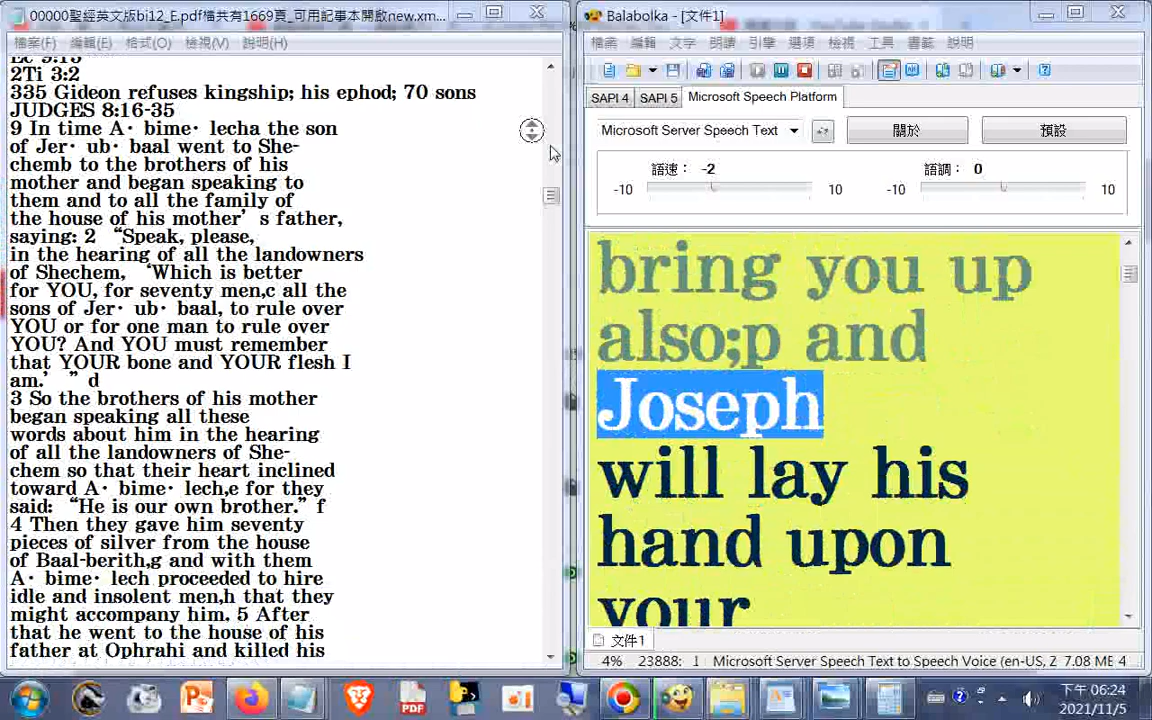 00000聖經英文版bi12_E.pdf檔共有1669頁_可用記事本開啟new.xm...
檔案(F) 編輯(E) 格式(O) 檢視(V) 說明(H)
Ec 9:15
2Ti 3:2
335 Gideon refuses kingship; his ephod; 70 sons
JUDGES 8:16-35
9 In time A· bime· lecha the son
of Jer· ub· baal went to She-
chemb to the brothers of his
mother and began speaking to
them and to all the family of
the house of his mother’s father,
saying: 2 “Speak, please,
in the hearing of all the landowners
of Shechem, ‘Which is better
for YOU, for seventy men,c all the
sons of Jer· ub· baal, to rule over
YOU or for one man to rule over
YOU? And YOU must remember
that YOUR bone and YOUR flesh I
am.’ ” d
3 So the brothers of his mother
began speaking all these
words about him in the hearing
of all the landowners of She-
chem so that their heart inclined
toward A· bime· lech,e for they
said: “He is our own brother.” f
4 Then they gave him seventy
pieces of silver from the house
of Baal-berith,g and with them
A· bime· lech proceeded to hire
idle and insolent men,h that they
might accompany him. 5 After
that he went to the house of his
father at Ophrahi and killed his
Balabolka - [文件1]
檔案 編輯 文字 朗讀 引擎 選項 檢視 工具 書籤 說明
SAPI 4 SAPI 5 Microsoft Speech Platform
Microsoft Server Speech Text 關於 預設
語速： -2 語調： 0
-10 10 -10 10
bring you up
also;p and
Joseph
will lay his
hand upon
your
文件1
4% 23888: 1 Microsoft Server Speech Text to Speech Voice (en-US, Z 7.08 MB 4
下午 06:24
2021/11/5